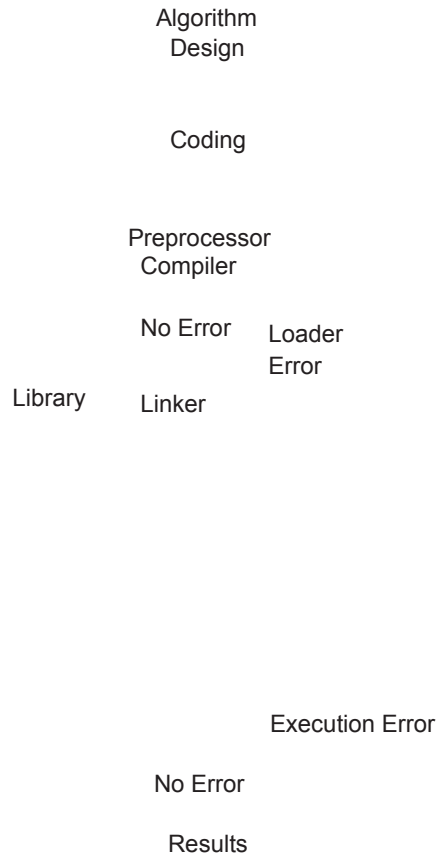 Algorithm
Design
Coding
Preprocessor
Compiler
No Error
Loader
Error
Library
Linker
Execution Error
No Error
Results